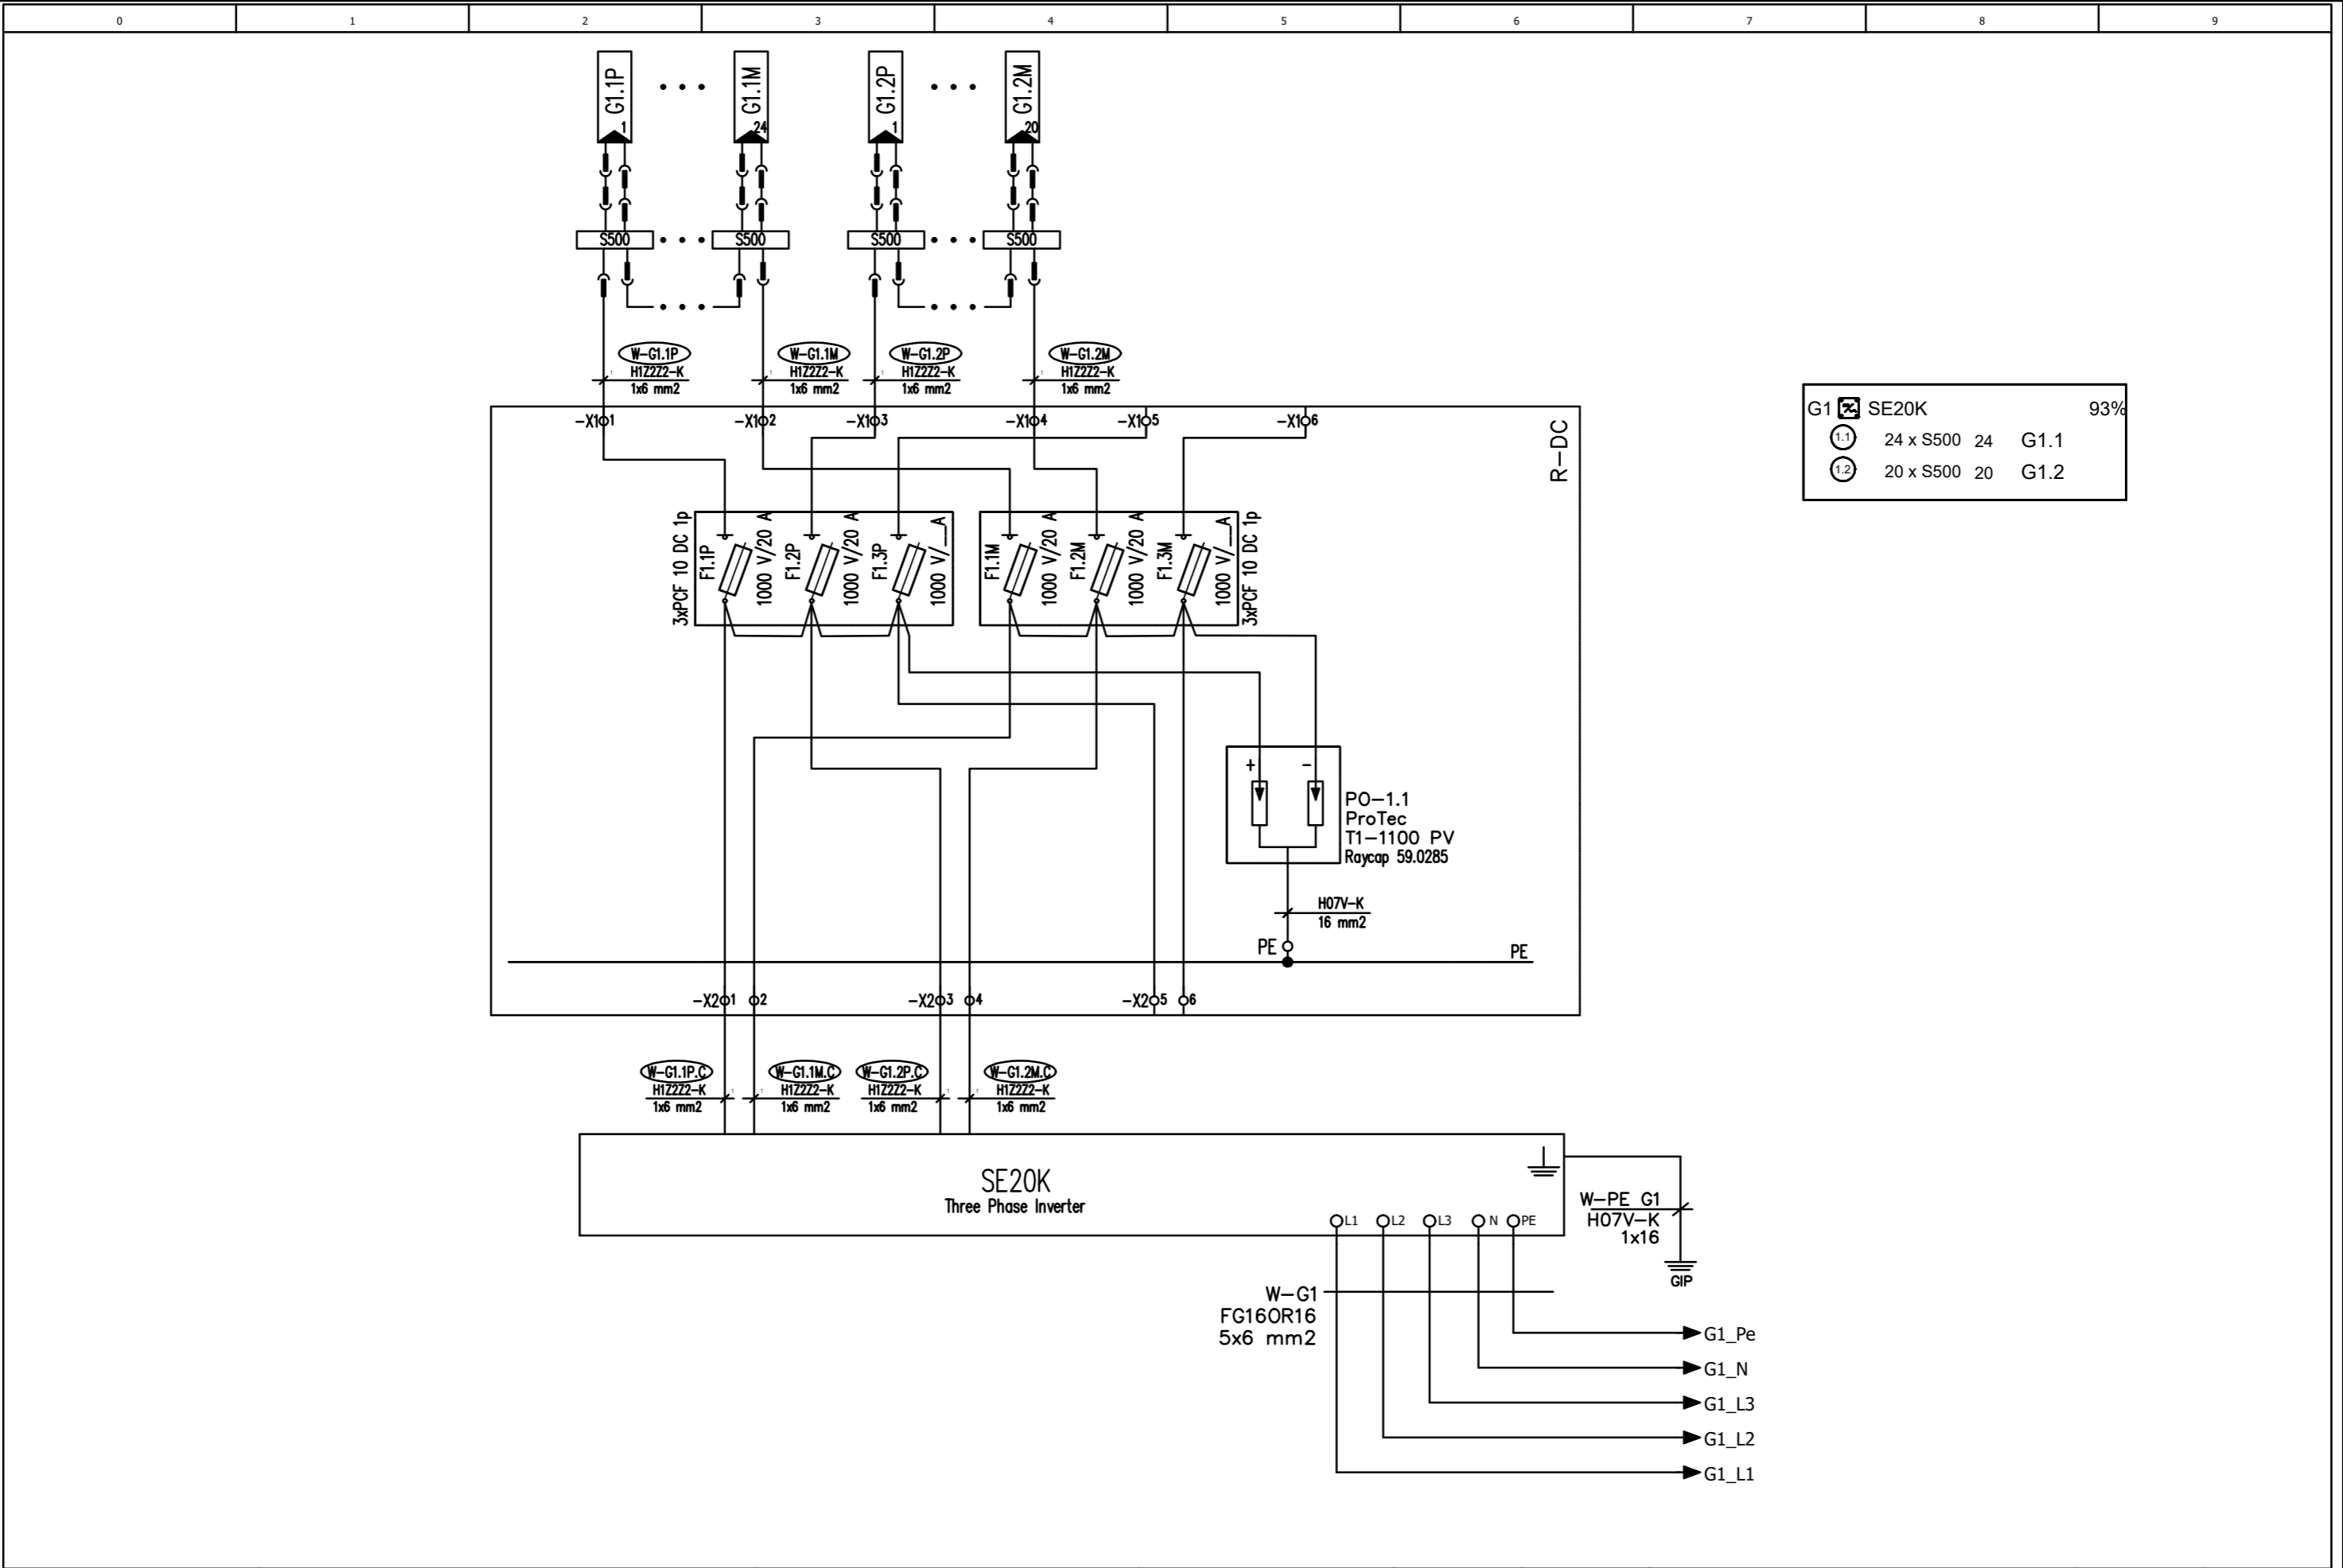 0 1 2 3 4 5 6 7 8 9
G1.1P G1.1M G1.2P G1.2M
1 24 1 20
S500 S500 S500 S500
W-G1.1P W-G1.1M W-G1.2P W-G1.2M
H1Z2Z2-K H1Z2Z2-K H1Z2Z2-K H1Z2Z2-K
1x6 mm2 1x6 mm2 1x6 mm2 1x6 mm2
G1 SE20K 93%
1.1 24 x S500 24 G1.1
1.2 20 x S500 20 G1.2
-X1 1 -X1 2 -X1 3 -X1 4 -X1 5 -X1 6
R-DC
3xPCF 10 DC 1p
F1.1P
1000 V/20 A
F1.2P
1000 V/20 A
F1.3P
1000 V/__A
F1.1M
1000 V/20 A
F1.2M
1000 V/20 A
F1.3M
1000 V/__A
3xPCF 10 DC 1p
+ -
PO-1.1
ProTec
T1-1100 PV
Raycap 59.0285
H07V-K
16 mm2
PE PE
-X2 1 2 -X2 3 4 -X2 5 6
W-G1.1P.C W-G1.1M.C W-G1.2P.C W-G1.2M.C
H1Z2Z2-K H1Z2Z2-K H1Z2Z2-K H1Z2Z2-K
1x6 mm2 1x6 mm2 1x6 mm2 1x6 mm2
SE20K
Three Phase Inverter
L1 L2 L3 N PE
W-PE G1
H07V-K
1x16
GIP
W-G1
FG16OR16
5x6 mm2
G1_Pe
G1_N
G1_L3
G1_L2
G1_L1